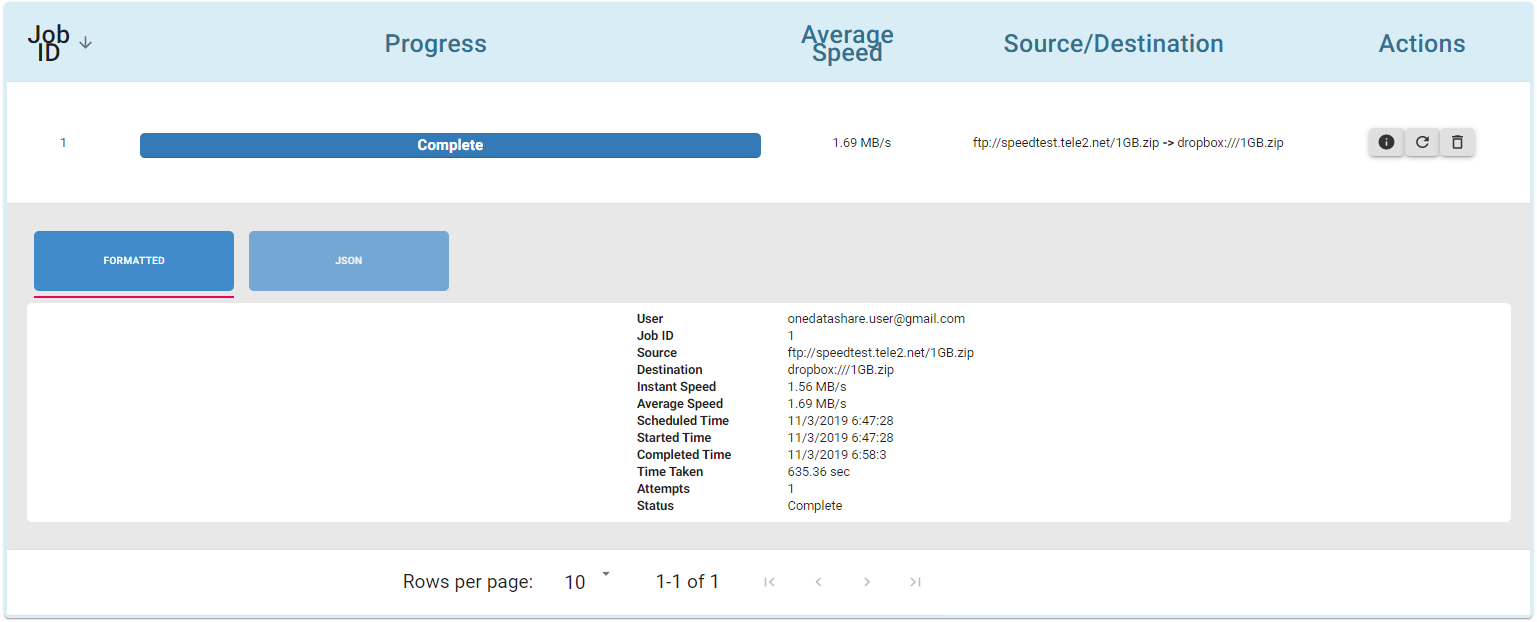 Job ID
Progress
Average Speed
Source/Destination
Actions
1
Complete
1.69 MB/s
ftp://speedtest.tele2.net/1GB.zip -> dropbox:///1GB.zip
FORMATTED
JSON
User onedatashare.user@gmail.com
Job ID 1
Source ftp://speedtest.tele2.net/1GB.zip
Destination dropbox:///1GB.zip
Instant Speed 1.56 MB/s
Average Speed 1.69 MB/s
Scheduled Time 11/3/2019 6:47:28
Started Time 11/3/2019 6:47:28
Completed Time 11/3/2019 6:58:3
Time Taken 635.36 sec
Attempts 1
Status Complete
Rows per page: 10 1-1 of 1